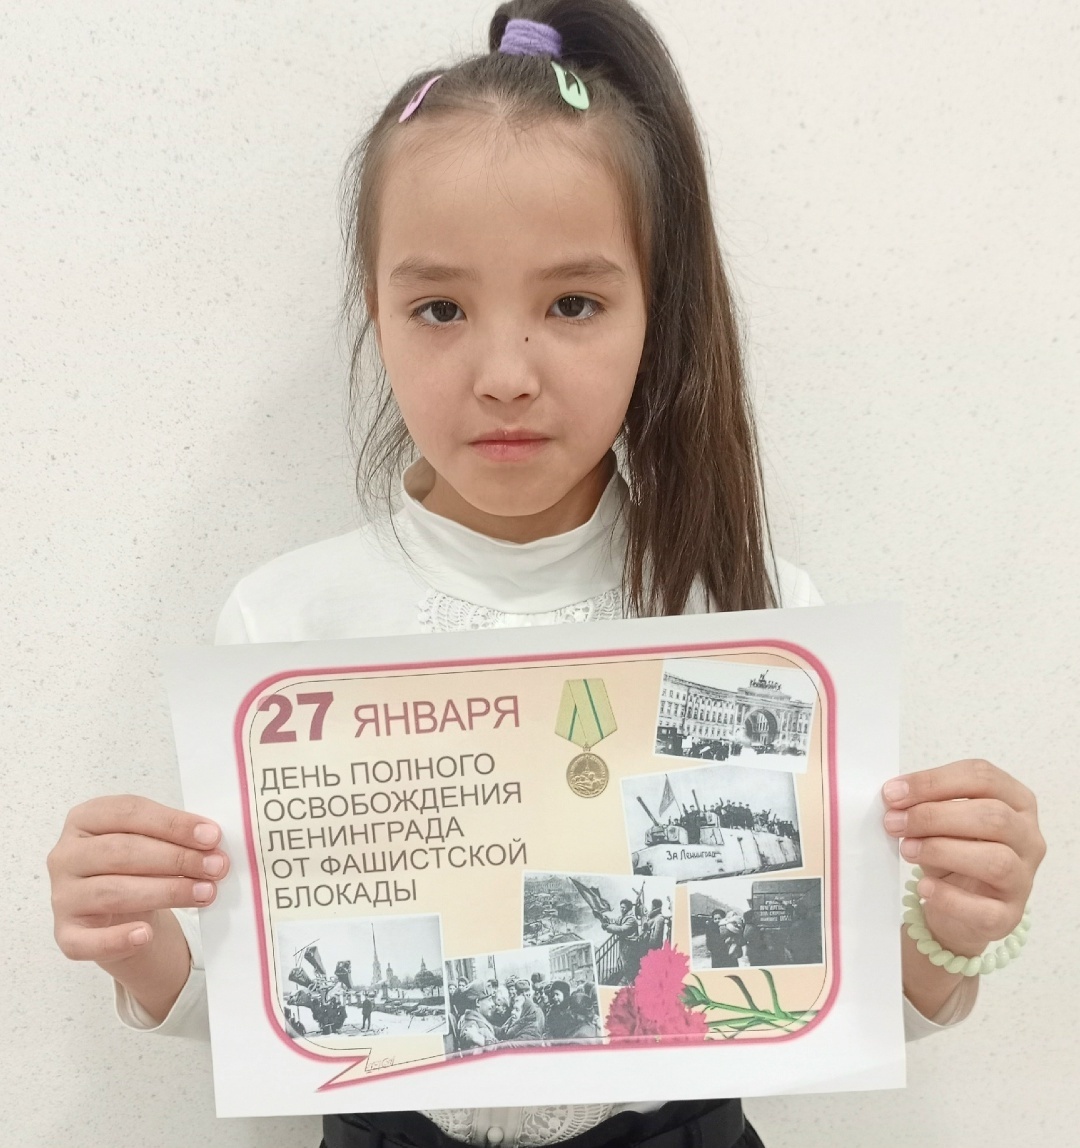 27 ЯНВАРЯ
ДЕНЬ ПОЛНОГО
ОСВОБОЖДЕНИЯ
ЛЕНИНГРАДА
ОТ ФАШИСТСКОЙ
БЛОКАДЫ
За Ленинград